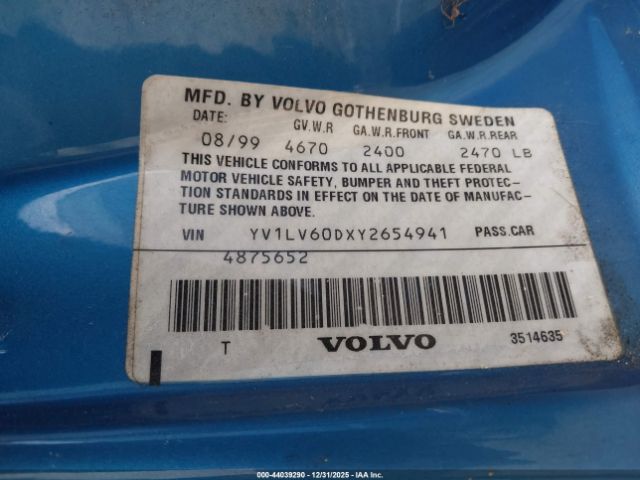 MFD. BY VOLVO GOTHENBURG SWEDEN
DATE: GV.W.R GA.W.R.FRONT GA.W.R.REAR
08/99 4670 2400 2470 LB
THIS VEHICLE CONFORMS TO ALL APPLICABLE FEDERAL
MOTOR VEHICLE SAFETY, BUMPER AND THEFT PROTEC-
TION STANDARDS IN EFFECT ON THE DATE OF MANUFAC-
TURE SHOWN ABOVE.
VIN YV1LV60DXY2654941 PASS.CAR
4875652
T VOLVO 3514635
000-44039290 - 12/31/2025 - IAA Inc.